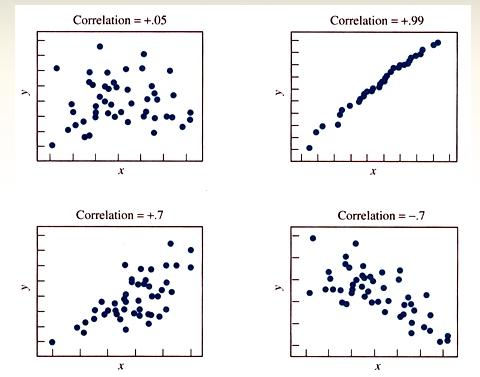 Correlation = +.05
y
x
Correlation = +.99
y
x
Correlation = +.7
y
x
Correlation = −.7
y
x